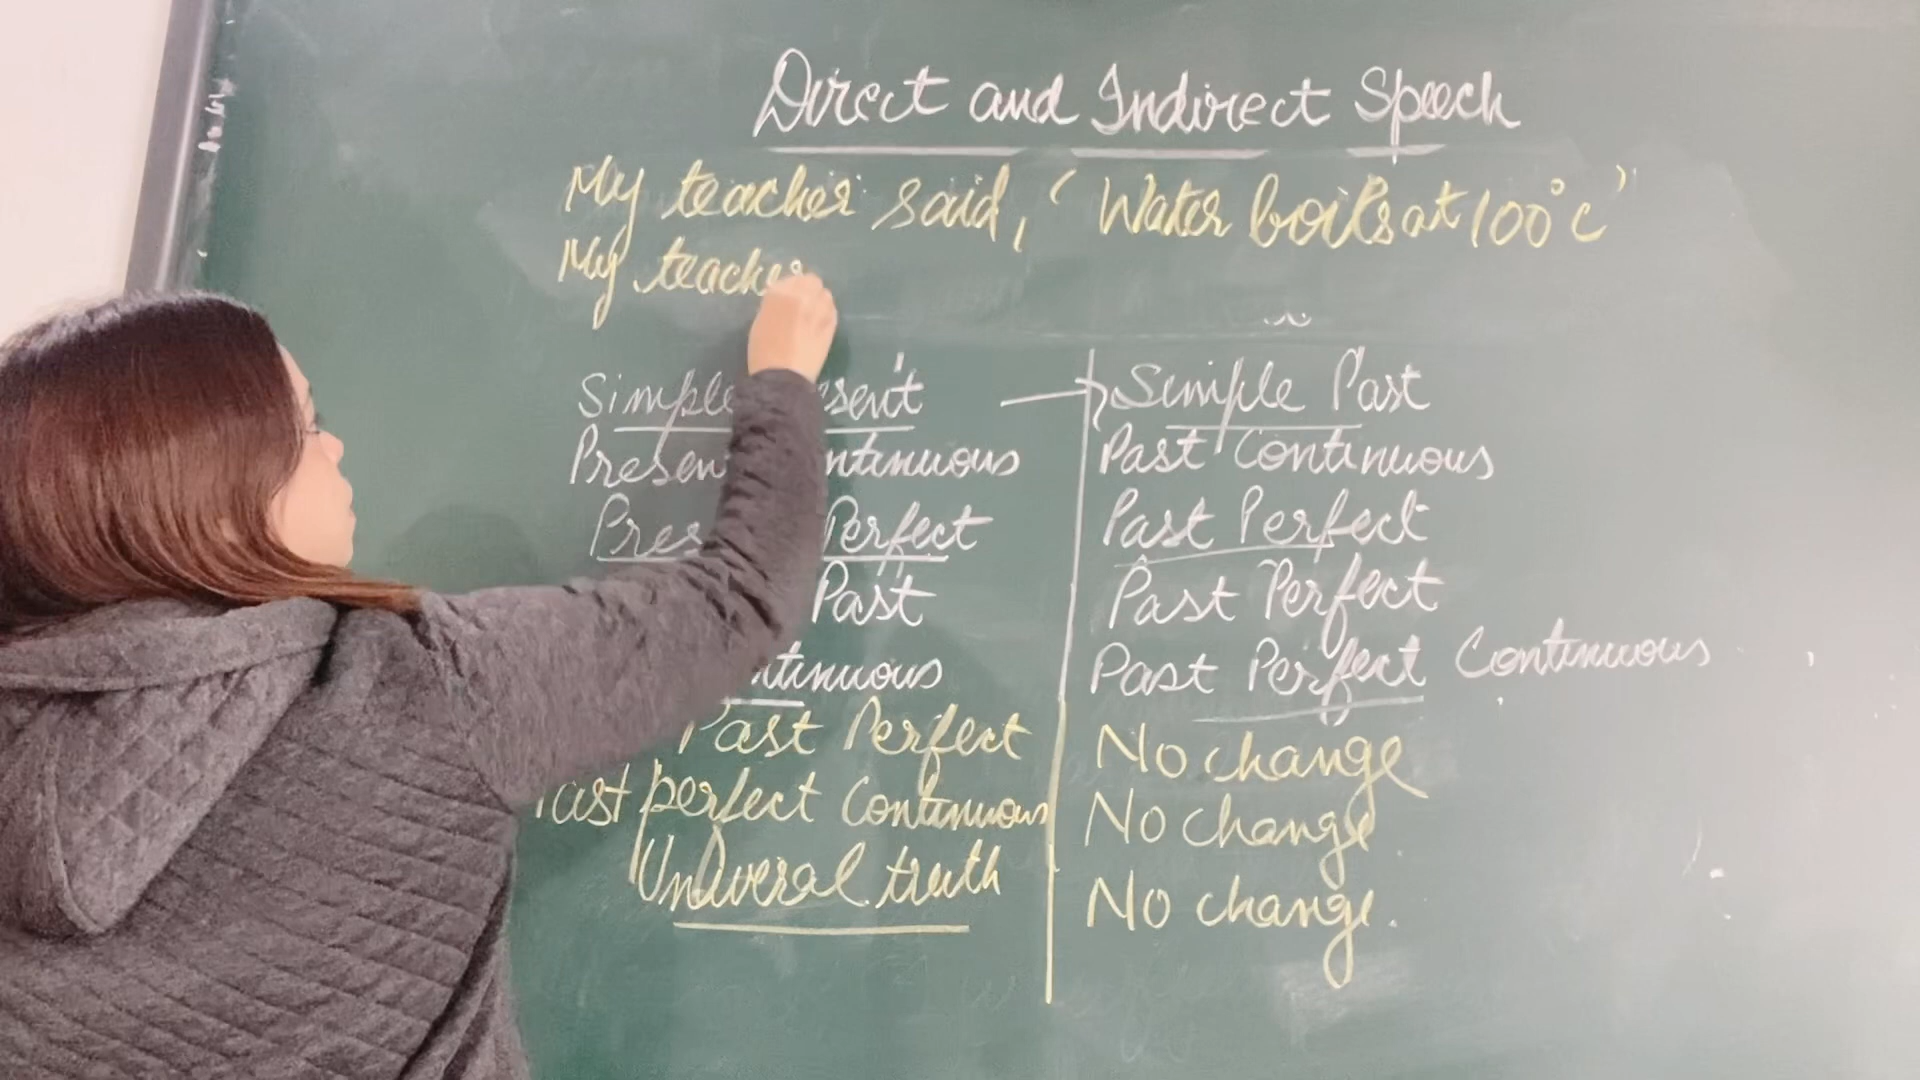 Direct and Indirect Speech
My teacher said, ‘ Water boils at 100°C ’
My teacher
Simple → Simple Past
Past Continuous
Perfect Past Perfect
Past Past Perfect
Past Perfect Continuous
Past Perfect No change
Past perfect Continuous No change
Univeral truth No change.